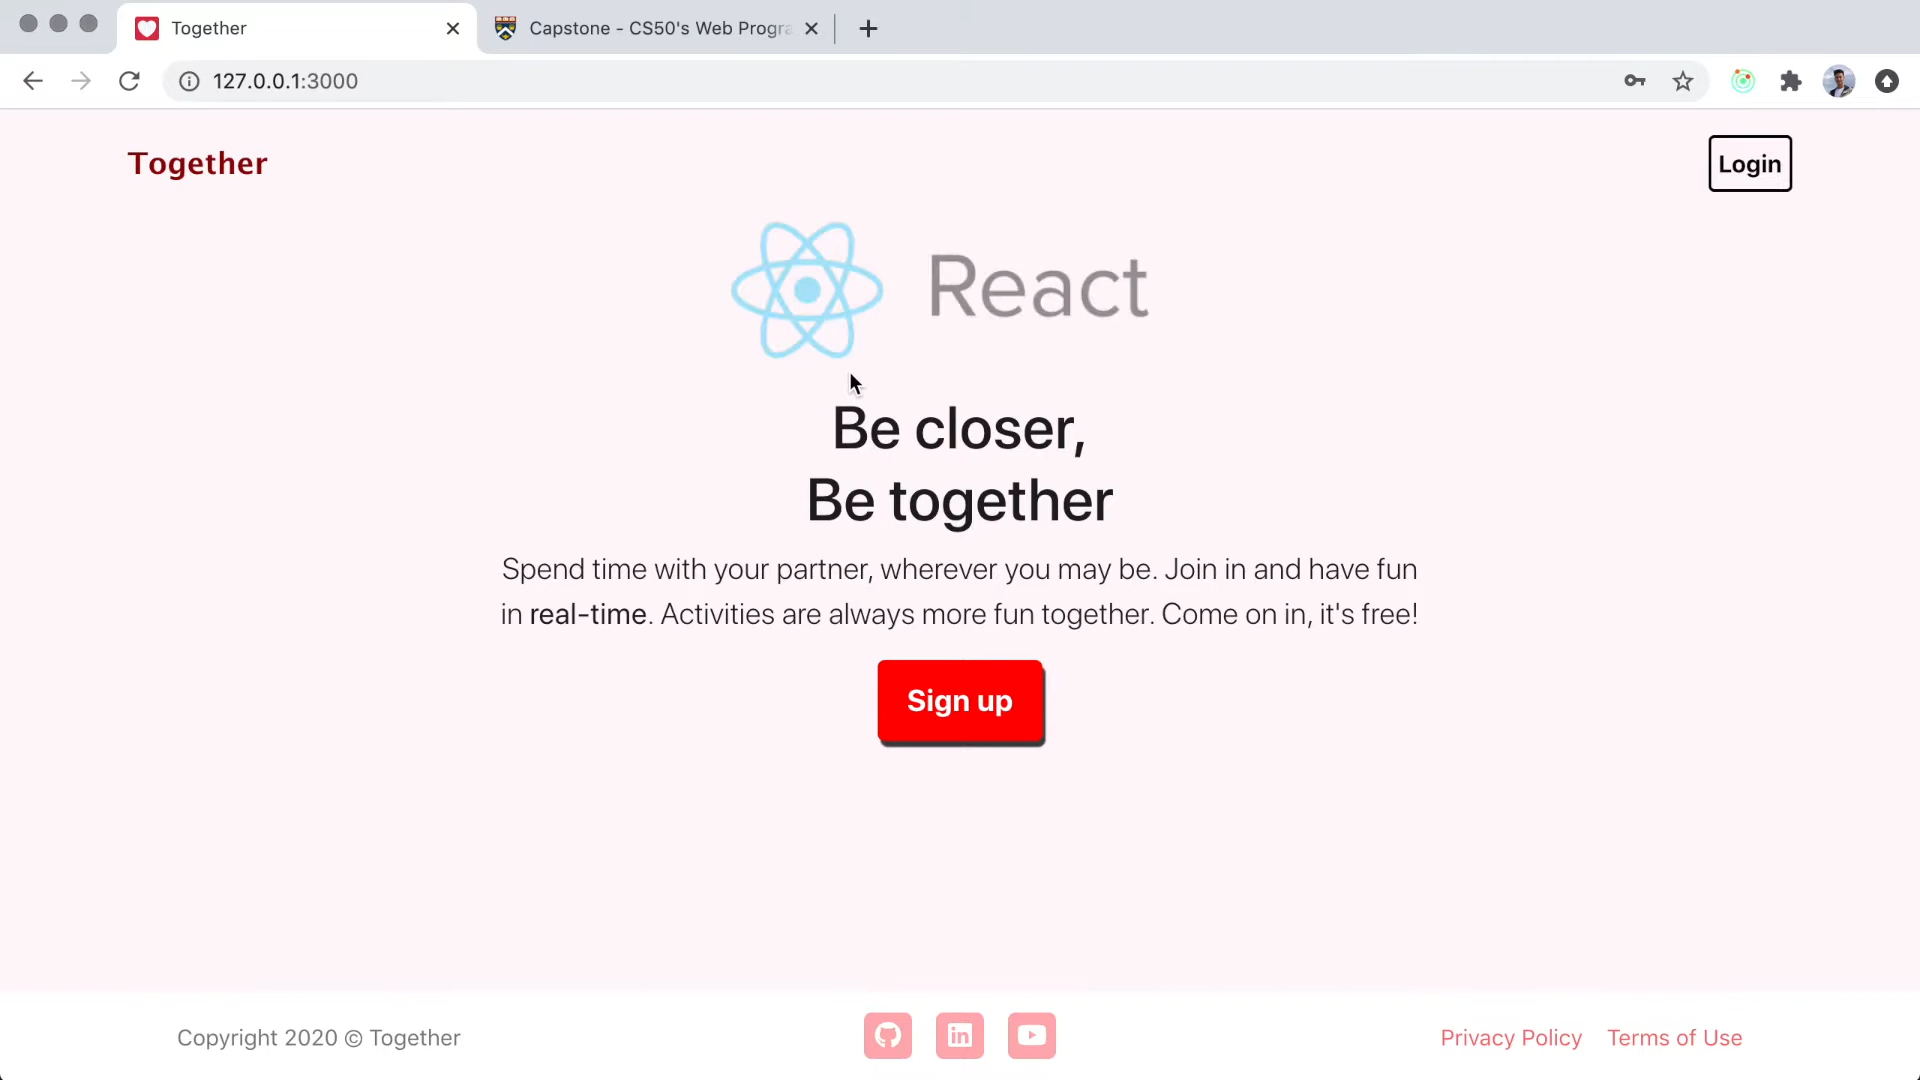 Together
Capstone - CS50's Web Progra
127.0.0.1:3000
Together
Login
React
Be closer,
Be together
Spend time with your partner, wherever you may be. Join in and have fun
in real-time. Activities are always more fun together. Come on in, it's free!
Sign up
Copyright 2020 © Together
in
Privacy Policy
Terms of Use